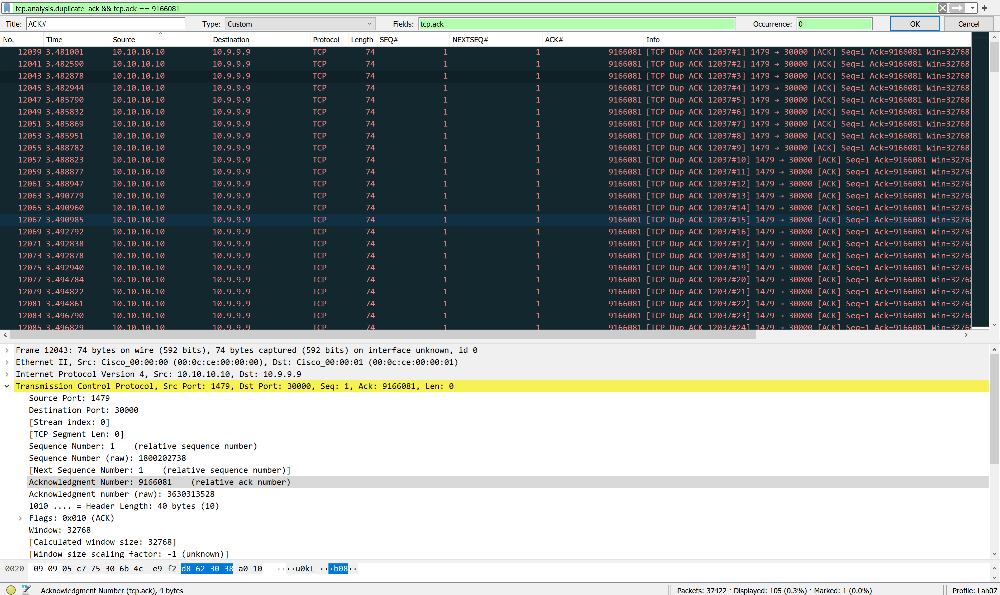 tcp.analysis.duplicate_ack && tcp.ack == 9166081
Title: ACK# Type: Custom Fields: tcp.ack Occurrence: 0 OK Cancel
No. Time Source Destination Protocol Length SEQ# NEXTSEQ# ACK# Info
12039 3.481001 10.10.10.10 10.9.9.9 TCP 74 1 1 9166081 [TCP Dup ACK 12037#1] 1479 → 30000 [ACK] Seq=1 Ack=9166081 Win=32768
12041 3.482590 10.10.10.10 10.9.9.9 TCP 74 1 1 9166081 [TCP Dup ACK 12037#2] 1479 → 30000 [ACK] Seq=1 Ack=9166081 Win=32768
12043 3.482878 10.10.10.10 10.9.9.9 TCP 74 1 1 9166081 [TCP Dup ACK 12037#3] 1479 → 30000 [ACK] Seq=1 Ack=9166081 Win=32768
12045 3.482944 10.10.10.10 10.9.9.9 TCP 74 1 1 9166081 [TCP Dup ACK 12037#4] 1479 → 30000 [ACK] Seq=1 Ack=9166081 Win=32768
12047 3.485790 10.10.10.10 10.9.9.9 TCP 74 1 1 9166081 [TCP Dup ACK 12037#5] 1479 → 30000 [ACK] Seq=1 Ack=9166081 Win=32768
12049 3.485832 10.10.10.10 10.9.9.9 TCP 74 1 1 9166081 [TCP Dup ACK 12037#6] 1479 → 30000 [ACK] Seq=1 Ack=9166081 Win=32768
12051 3.485869 10.10.10.10 10.9.9.9 TCP 74 1 1 9166081 [TCP Dup ACK 12037#7] 1479 → 30000 [ACK] Seq=1 Ack=9166081 Win=32768
12053 3.485951 10.10.10.10 10.9.9.9 TCP 74 1 1 9166081 [TCP Dup ACK 12037#8] 1479 → 30000 [ACK] Seq=1 Ack=9166081 Win=32768
12055 3.488782 10.10.10.10 10.9.9.9 TCP 74 1 1 9166081 [TCP Dup ACK 12037#9] 1479 → 30000 [ACK] Seq=1 Ack=9166081 Win=32768
12057 3.488823 10.10.10.10 10.9.9.9 TCP 74 1 1 9166081 [TCP Dup ACK 12037#10] 1479 → 30000 [ACK] Seq=1 Ack=9166081 Win=32768
12059 3.488877 10.10.10.10 10.9.9.9 TCP 74 1 1 9166081 [TCP Dup ACK 12037#11] 1479 → 30000 [ACK] Seq=1 Ack=9166081 Win=32768
12061 3.488947 10.10.10.10 10.9.9.9 TCP 74 1 1 9166081 [TCP Dup ACK 12037#12] 1479 → 30000 [ACK] Seq=1 Ack=9166081 Win=32768
12063 3.490779 10.10.10.10 10.9.9.9 TCP 74 1 1 9166081 [TCP Dup ACK 12037#13] 1479 → 30000 [ACK] Seq=1 Ack=9166081 Win=32768
12065 3.490960 10.10.10.10 10.9.9.9 TCP 74 1 1 9166081 [TCP Dup ACK 12037#14] 1479 → 30000 [ACK] Seq=1 Ack=9166081 Win=32768
12067 3.490985 10.10.10.10 10.9.9.9 TCP 74 1 1 9166081 [TCP Dup ACK 12037#15] 1479 → 30000 [ACK] Seq=1 Ack=9166081 Win=32768
12069 3.492792 10.10.10.10 10.9.9.9 TCP 74 1 1 9166081 [TCP Dup ACK 12037#16] 1479 → 30000 [ACK] Seq=1 Ack=9166081 Win=32768
12071 3.492838 10.10.10.10 10.9.9.9 TCP 74 1 1 9166081 [TCP Dup ACK 12037#17] 1479 → 30000 [ACK] Seq=1 Ack=9166081 Win=32768
12073 3.492878 10.10.10.10 10.9.9.9 TCP 74 1 1 9166081 [TCP Dup ACK 12037#18] 1479 → 30000 [ACK] Seq=1 Ack=9166081 Win=32768
12075 3.492940 10.10.10.10 10.9.9.9 TCP 74 1 1 9166081 [TCP Dup ACK 12037#19] 1479 → 30000 [ACK] Seq=1 Ack=9166081 Win=32768
12077 3.494784 10.10.10.10 10.9.9.9 TCP 74 1 1 9166081 [TCP Dup ACK 12037#20] 1479 → 30000 [ACK] Seq=1 Ack=9166081 Win=32768
12079 3.494822 10.10.10.10 10.9.9.9 TCP 74 1 1 9166081 [TCP Dup ACK 12037#21] 1479 → 30000 [ACK] Seq=1 Ack=9166081 Win=32768
12081 3.494861 10.10.10.10 10.9.9.9 TCP 74 1 1 9166081 [TCP Dup ACK 12037#22] 1479 → 30000 [ACK] Seq=1 Ack=9166081 Win=32768
12083 3.496790 10.10.10.10 10.9.9.9 TCP 74 1 1 9166081 [TCP Dup ACK 12037#23] 1479 → 30000 [ACK] Seq=1 Ack=9166081 Win=32768
12085 3.496829 10.10.10.10 10.9.9.9 TCP 74 1 1 9166081 [TCP Dup ACK 12037#24] 1479 → 30000 [ACK] Seq=1 Ack=9166081 Win=32768
Frame 12043: 74 bytes on wire (592 bits), 74 bytes captured (592 bits) on interface unknown, id 0
Ethernet II, Src: Cisco_00:00:00 (00:0c:ce:00:00:00), Dst: Cisco_00:00:01 (00:0c:ce:00:00:01)
Internet Protocol Version 4, Src: 10.10.10.10, Dst: 10.9.9.9
Transmission Control Protocol, Src Port: 1479, Dst Port: 30000, Seq: 1, Ack: 9166081, Len: 0
Source Port: 1479
Destination Port: 30000
[Stream index: 0]
[TCP Segment Len: 0]
Sequence Number: 1 (relative sequence number)
Sequence Number (raw): 1800202738
[Next Sequence Number: 1 (relative sequence number)]
Acknowledgment Number: 9166081 (relative ack number)
Acknowledgment number (raw): 3630313528
1010 .... = Header Length: 40 bytes (10)
Flags: 0x010 (ACK)
Window: 32768
[Calculated window size: 32768]
[Window size scaling factor: -1 (unknown)]
0020 09 09 05 c7 75 30 6b 4c e9 f2 d8 62 30 38 a0 10 ····u0kL ···b08··
Acknowledgment Number (tcp.ack), 4 bytes Packets: 37422 · Displayed: 105 (0.3%) · Marked: 1 (0.0%) Profile: Lab07